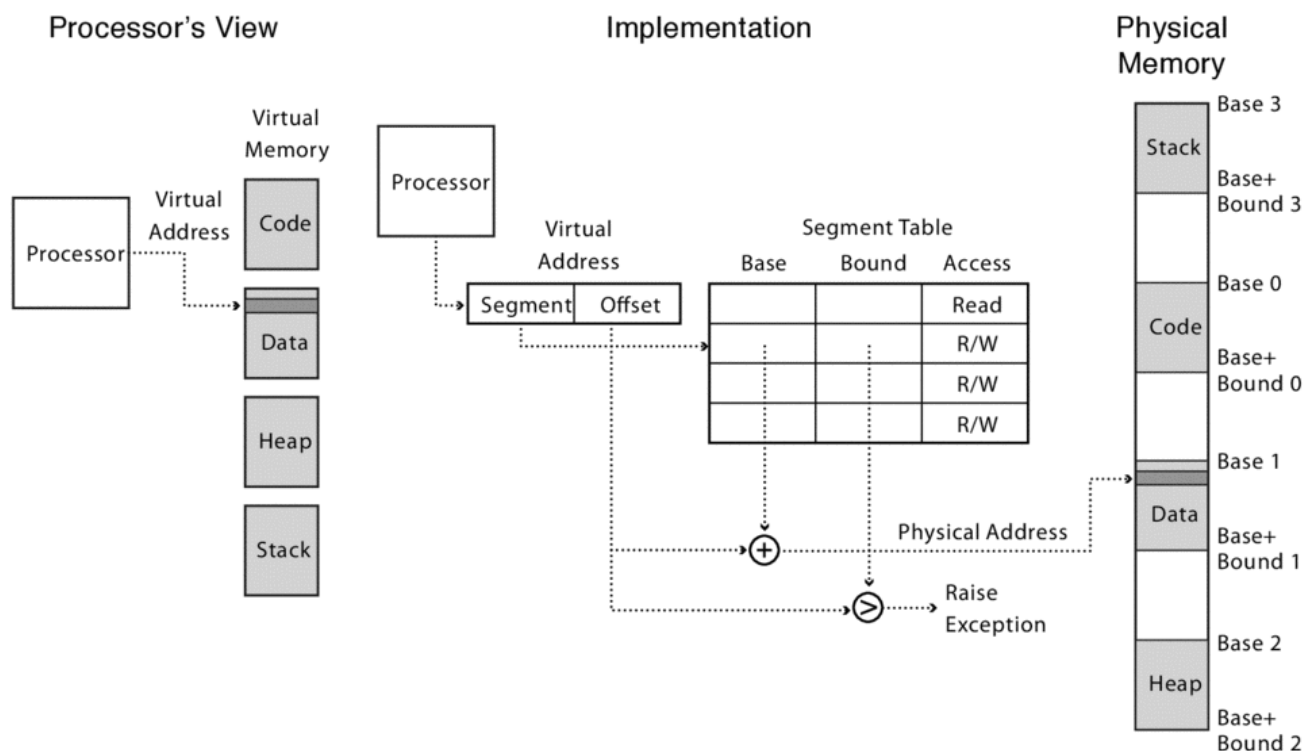 Processor's View
Implementation
Physical
Memory
Virtual
Memory
Processor
Virtual
Address
Code
Data
Heap
Stack
Processor
Virtual
Address
Segment Offset
Segment Table
Base Bound Access
Read
R/W
R/W
R/W
+
Physical Address
>
Raise
Exception
Base 3
Stack
Base+
Bound 3
Base 0
Code
Base+
Bound 0
Base 1
Data
Base+
Bound 1
Base 2
Heap
Base+
Bound 2